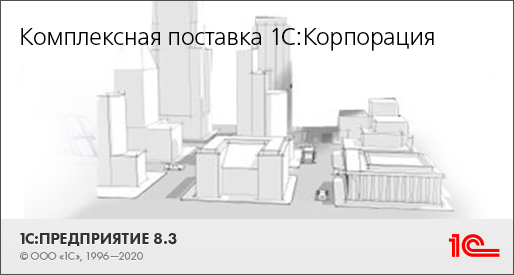 Комплексная поставка 1С:Корпорация
1С:ПРЕДПРИЯТИЕ 8.3
© ООО «1С», 1996—2020
1С